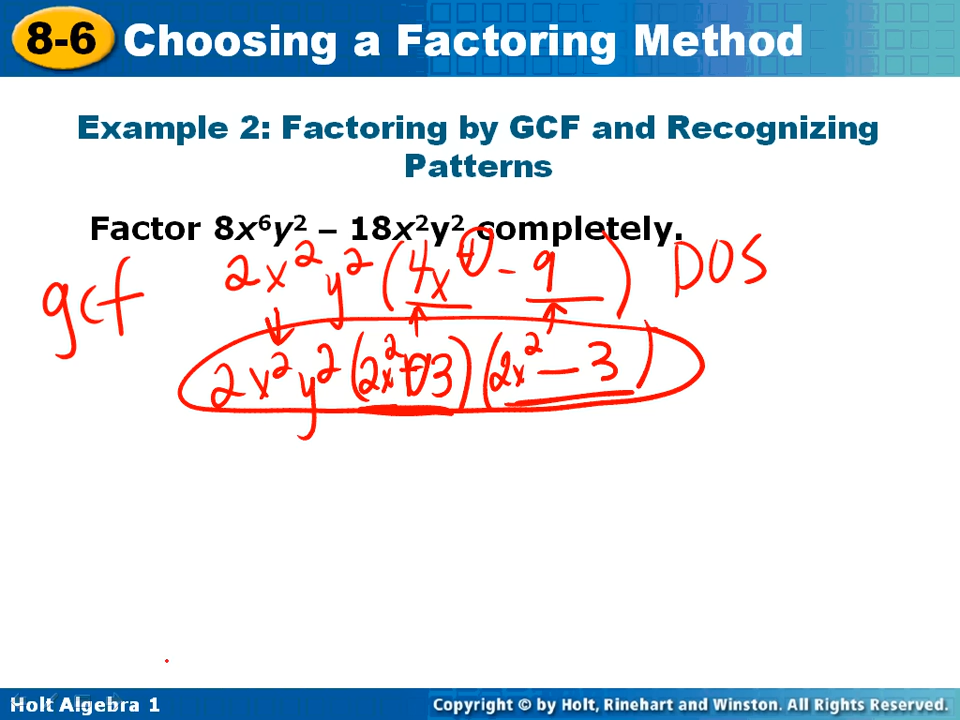 8-6 Choosing a Factoring Method
Example 2: Factoring by GCF and Recognizing
Patterns
Factor 8x⁶y² – 18x²y² completely.
gcf 2x²y² (4x⁴ - 9) DOS
2x²y² (2x² + 3) (2x² - 3)
Holt Algebra 1
Copyright © by Holt, Rinehart and Winston. All Rights Reserved.